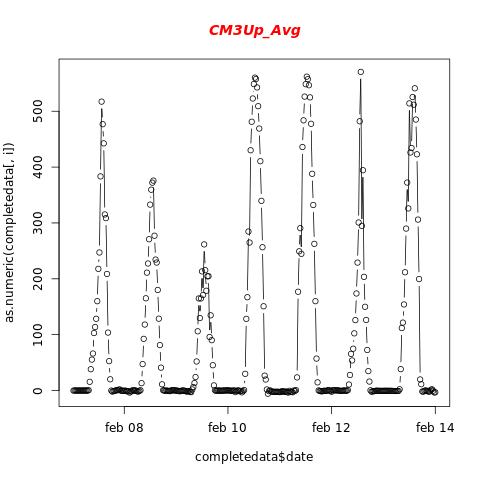 CM3Up_Avg
as.numeric(completedata[, i])
500
400
300
200
100
0
feb 08 feb 10 feb 12 feb 14
completedata$date